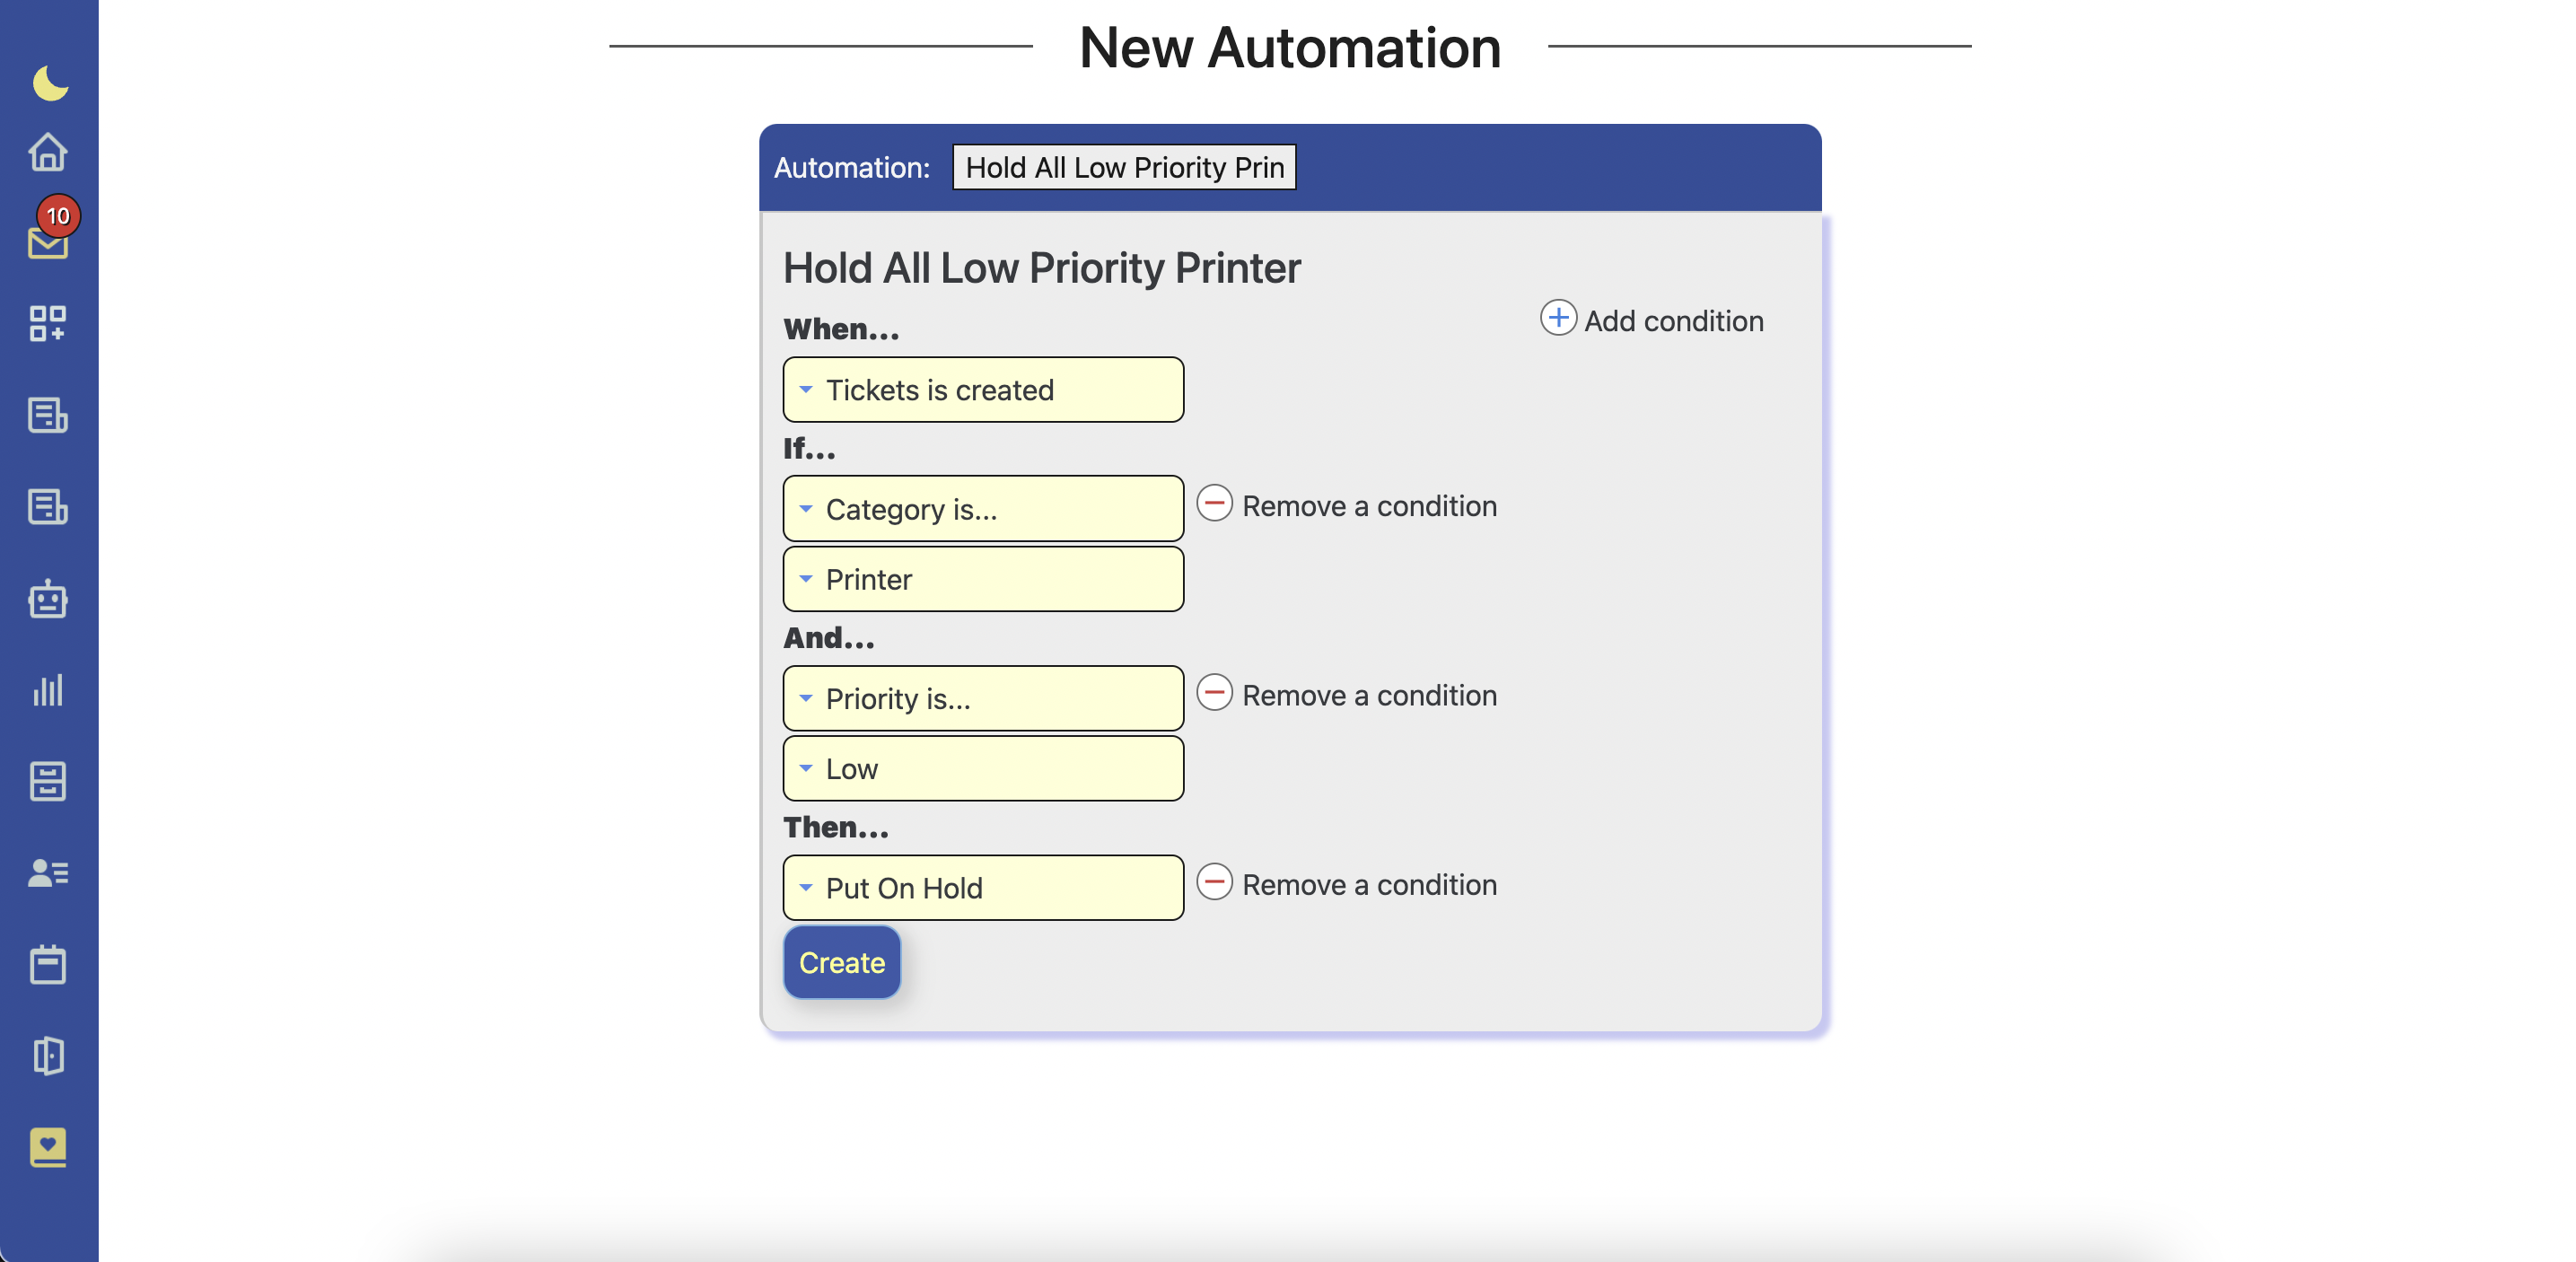 New Automation
10
Automation: Hold All Low Priority Prin
Hold All Low Priority Printer
Add condition
When...
Tickets is created
If...
Category is...
Remove a condition
Printer
And...
Priority is...
Remove a condition
Low
Then...
Put On Hold
Remove a condition
Create